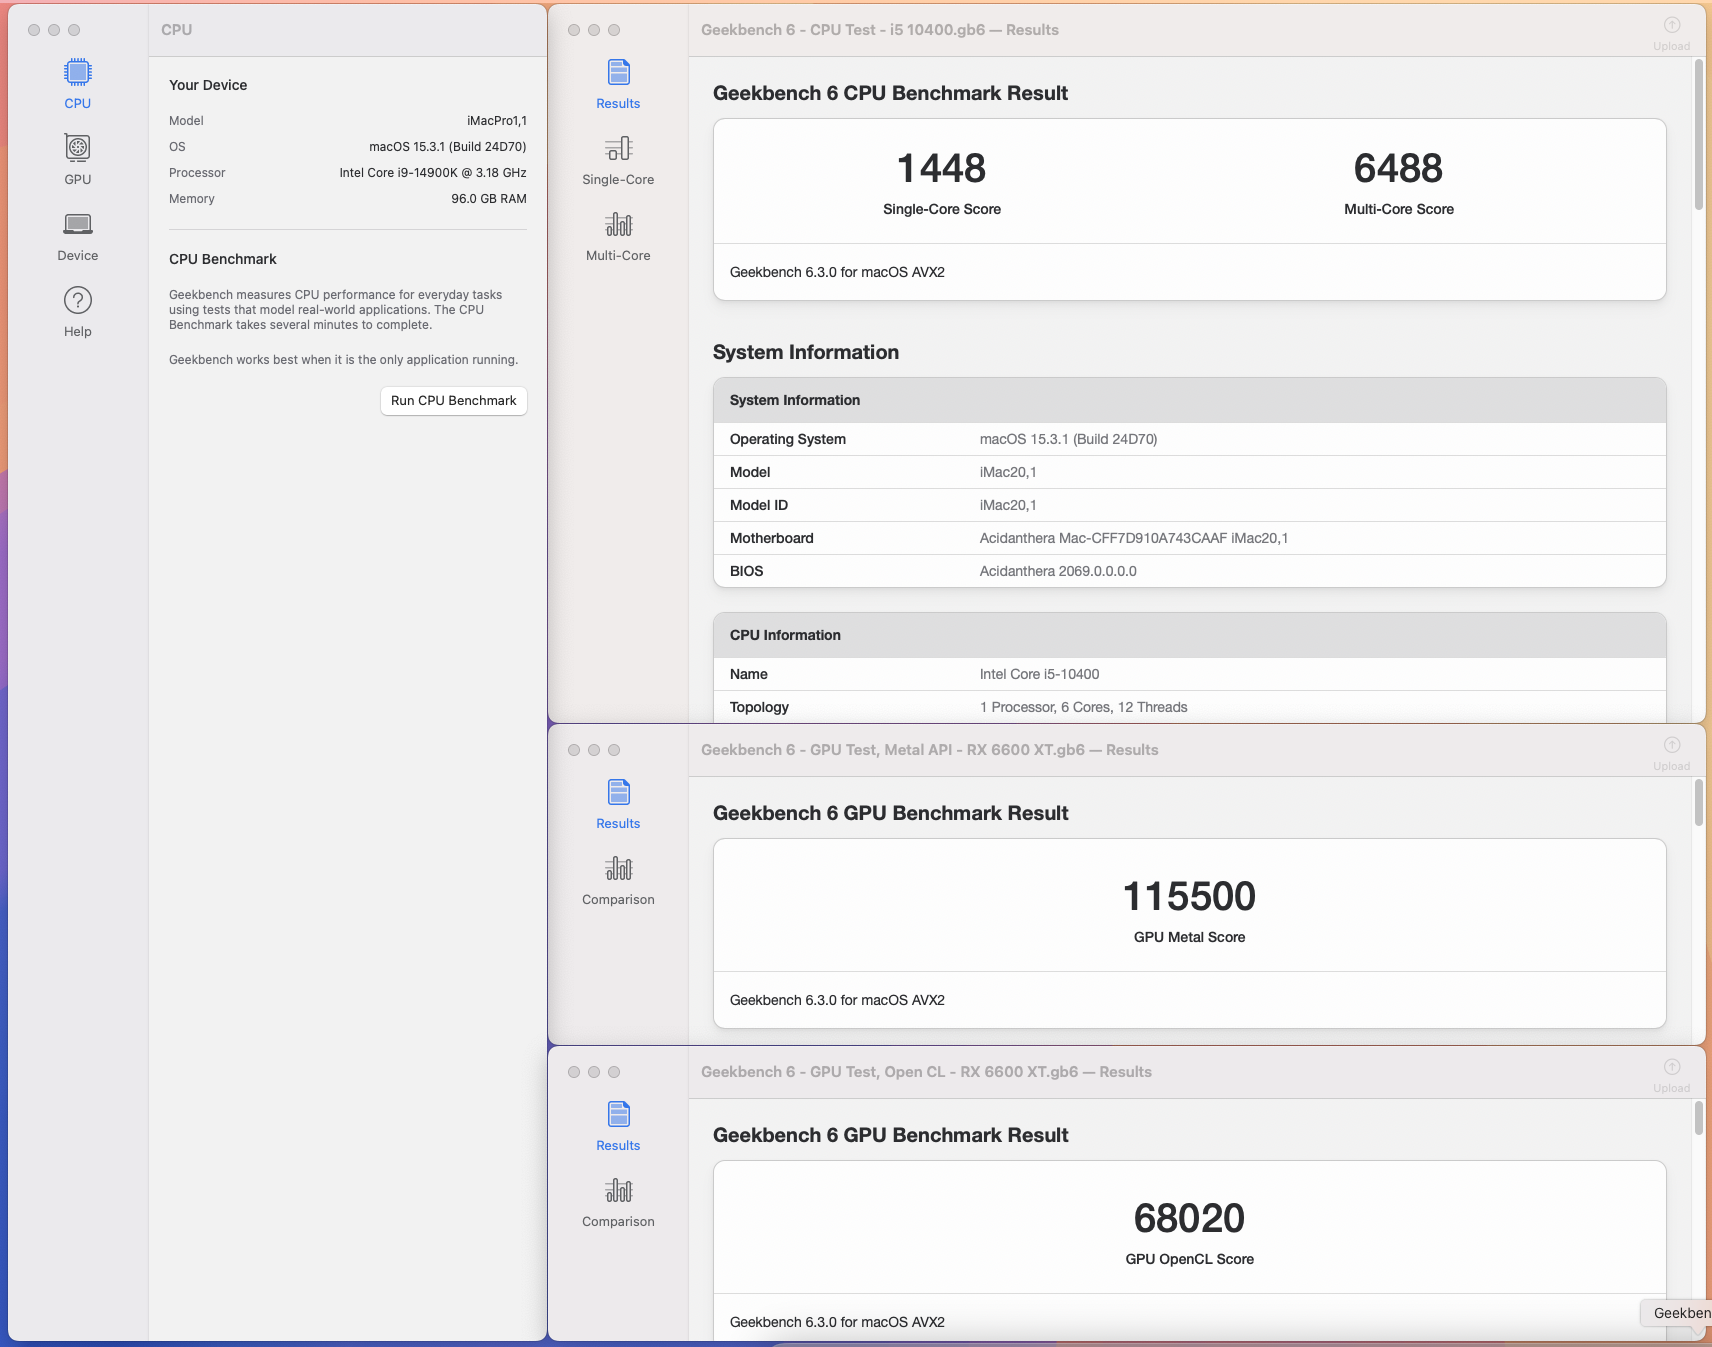 CPU
CPU
GPU
Device
Help
Your Device
Model iMacPro1,1
OS macOS 15.3.1 (Build 24D70)
Processor Intel Core i9-14900K @ 3.18 GHz
Memory 96.0 GB RAM
CPU Benchmark
Geekbench measures CPU performance for everyday tasks
using tests that model real-world applications. The CPU
Benchmark takes several minutes to complete.
Geekbench works best when it is the only application running.
Run CPU Benchmark
Geekbench 6 - CPU Test - i5 10400.gb6 — Results
Upload
Results
Single-Core
Multi-Core
Geekbench 6 CPU Benchmark Result
1448 6488
Single-Core Score Multi-Core Score
Geekbench 6.3.0 for macOS AVX2
System Information
System Information
Operating System macOS 15.3.1 (Build 24D70)
Model iMac20,1
Model ID iMac20,1
Motherboard Acidanthera Mac-CFF7D910A743CAAF iMac20,1
BIOS Acidanthera 2069.0.0.0.0
CPU Information
Name Intel Core i5-10400
Topology 1 Processor, 6 Cores, 12 Threads
Geekbench 6 - GPU Test, Metal API - RX 6600 XT.gb6 — Results
Upload
Results
Comparison
Geekbench 6 GPU Benchmark Result
115500
GPU Metal Score
Geekbench 6.3.0 for macOS AVX2
Geekbench 6 - GPU Test, Open CL - RX 6600 XT.gb6 — Results
Upload
Results
Comparison
Geekbench 6 GPU Benchmark Result
68020
GPU OpenCL Score
Geekbench 6.3.0 for macOS AVX2
Geekben